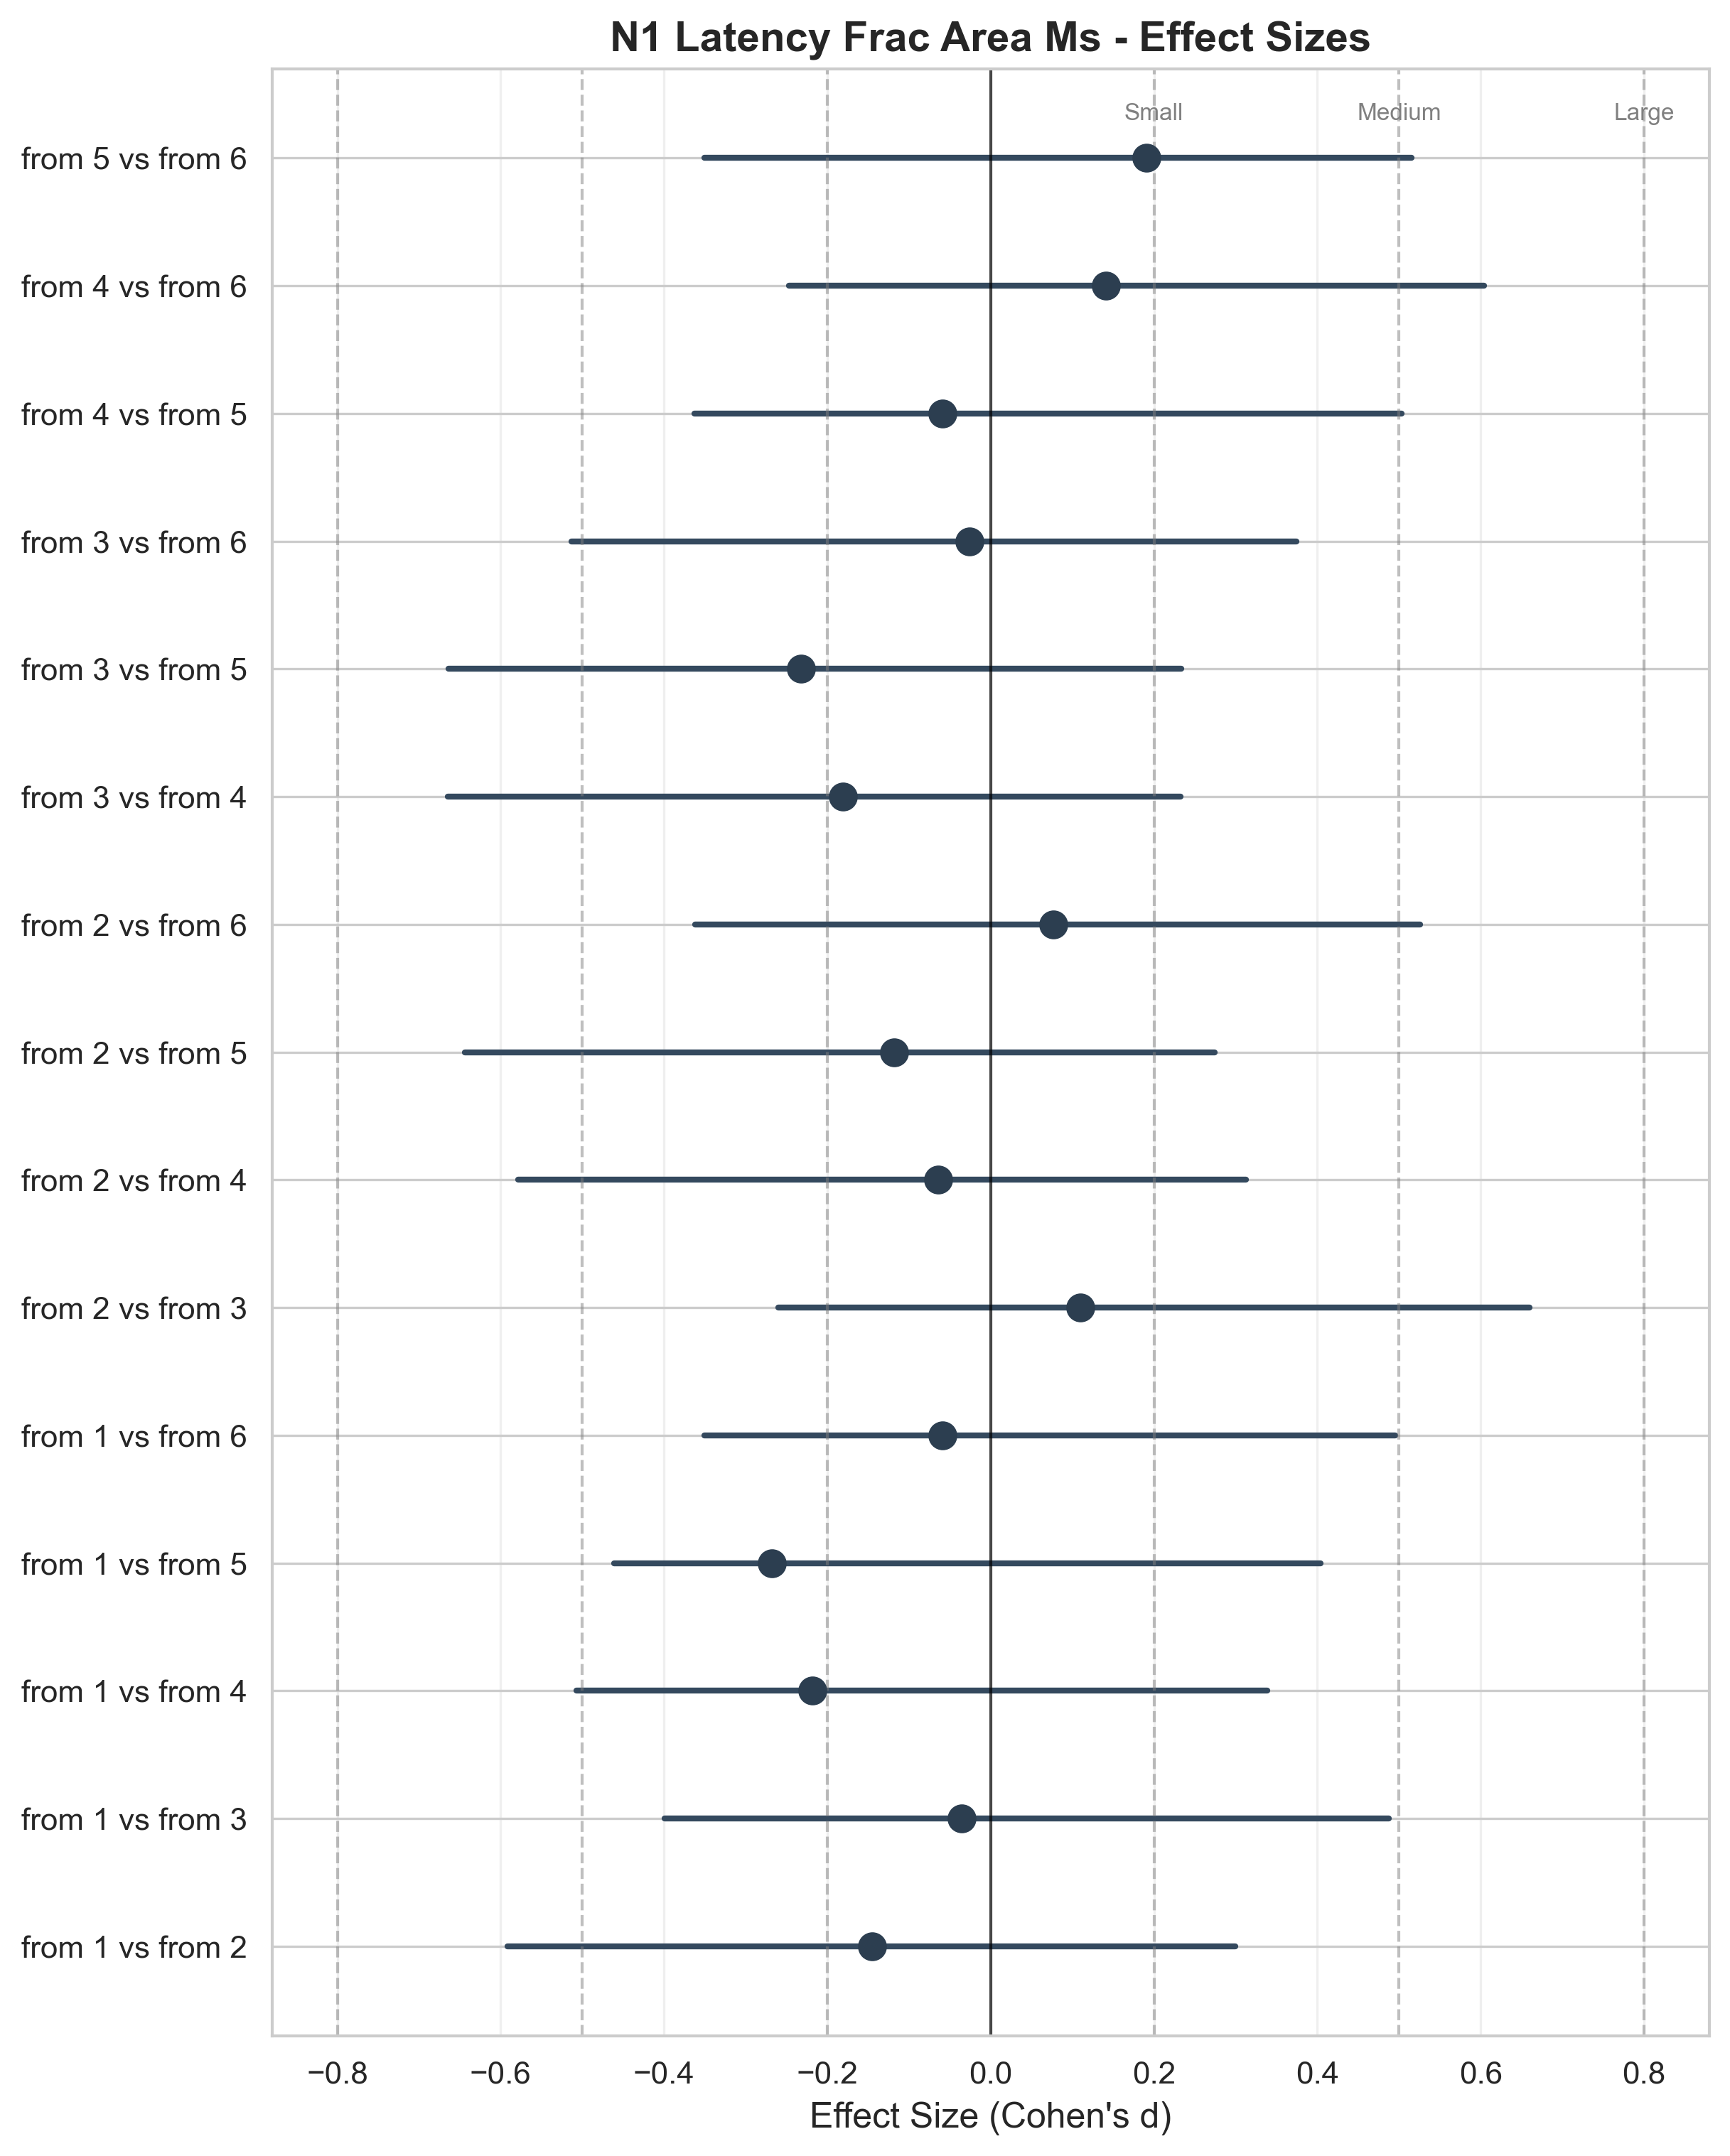 N1 Latency Frac Area Ms - Effect Sizes
Small Medium Large
from 5 vs from 6
from 4 vs from 6
from 4 vs from 5
from 3 vs from 6
from 3 vs from 5
from 3 vs from 4
from 2 vs from 6
from 2 vs from 5
from 2 vs from 4
from 2 vs from 3
from 1 vs from 6
from 1 vs from 5
from 1 vs from 4
from 1 vs from 3
from 1 vs from 2
−0.8 −0.6 −0.4 −0.2 0.0 0.2 0.4 0.6 0.8
Effect Size (Cohen's d)